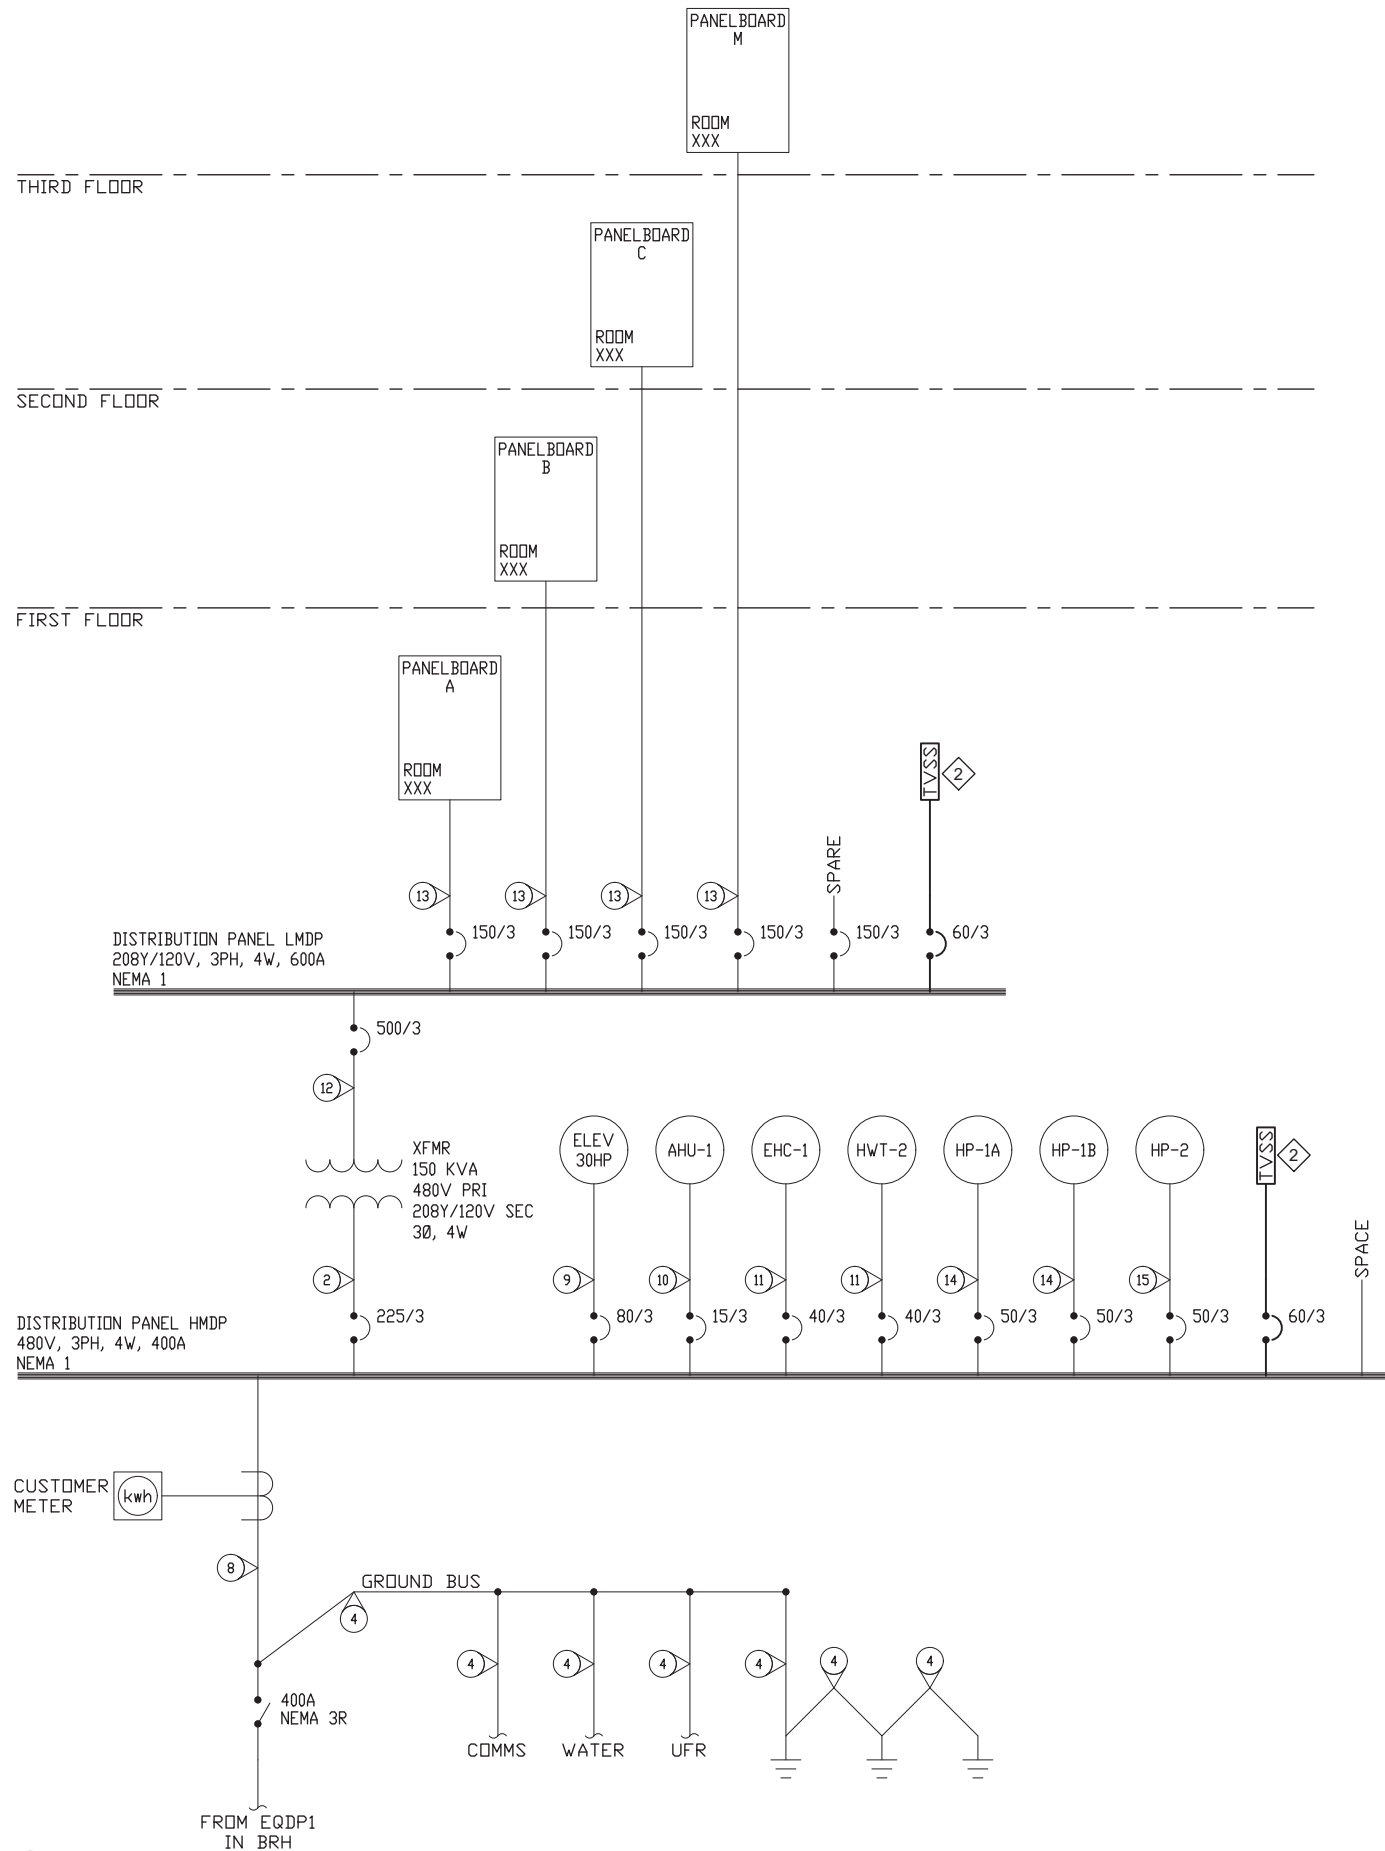 PANELBOARD
M
ROOM
XXX
THIRD FLOOR
PANELBOARD
C
ROOM
XXX
SECOND FLOOR
PANELBOARD
B
ROOM
XXX
FIRST FLOOR
PANELBOARD
A
ROOM
XXX
TVSS
2
SPARE
13
13
13
13
150/3
150/3
150/3
150/3
150/3
60/3
DISTRIBUTION PANEL LMDP
208Y/120V, 3PH, 4W, 600A
NEMA 1
500/3
12
XFMR
150 KVA
480V PRI
208Y/120V SEC
3Ø, 4W
ELEV
30HP
AHU-1
EHC-1
HWT-2
HP-1A
HP-1B
HP-2
TVSS
2
SPACE
2
9
10
11
11
14
14
15
225/3
80/3
15/3
40/3
40/3
50/3
50/3
50/3
60/3
DISTRIBUTION PANEL HMDP
480V, 3PH, 4W, 400A
NEMA 1
CUSTOMER
METER
kwh
8
GROUND BUS
4
4
4
4
4
4
4
400A
NEMA 3R
COMMS
WATER
UFR
FROM EQDP1
IN BRH